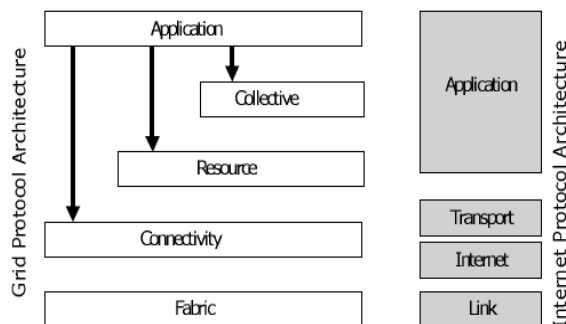 Grid Protocol Architecture
Application
Collective
Resource
Connectivity
Fabric
Application
Transport
Internet
Link
Internet Protocol Architecture